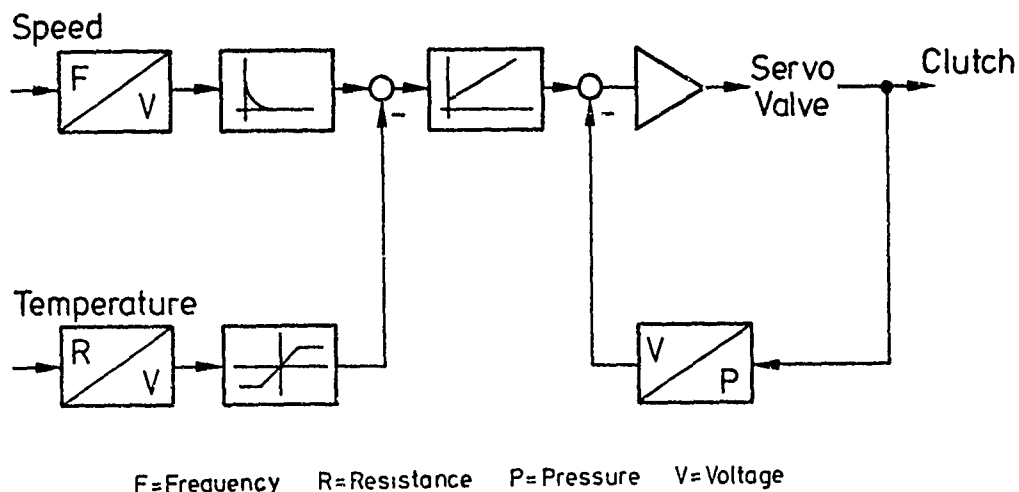 Speed
F
V
-
-
Servo
Valve
Clutch
Temperature
R
V
V
P
F=Frequency R=Resistance P=Pressure V=Voltage